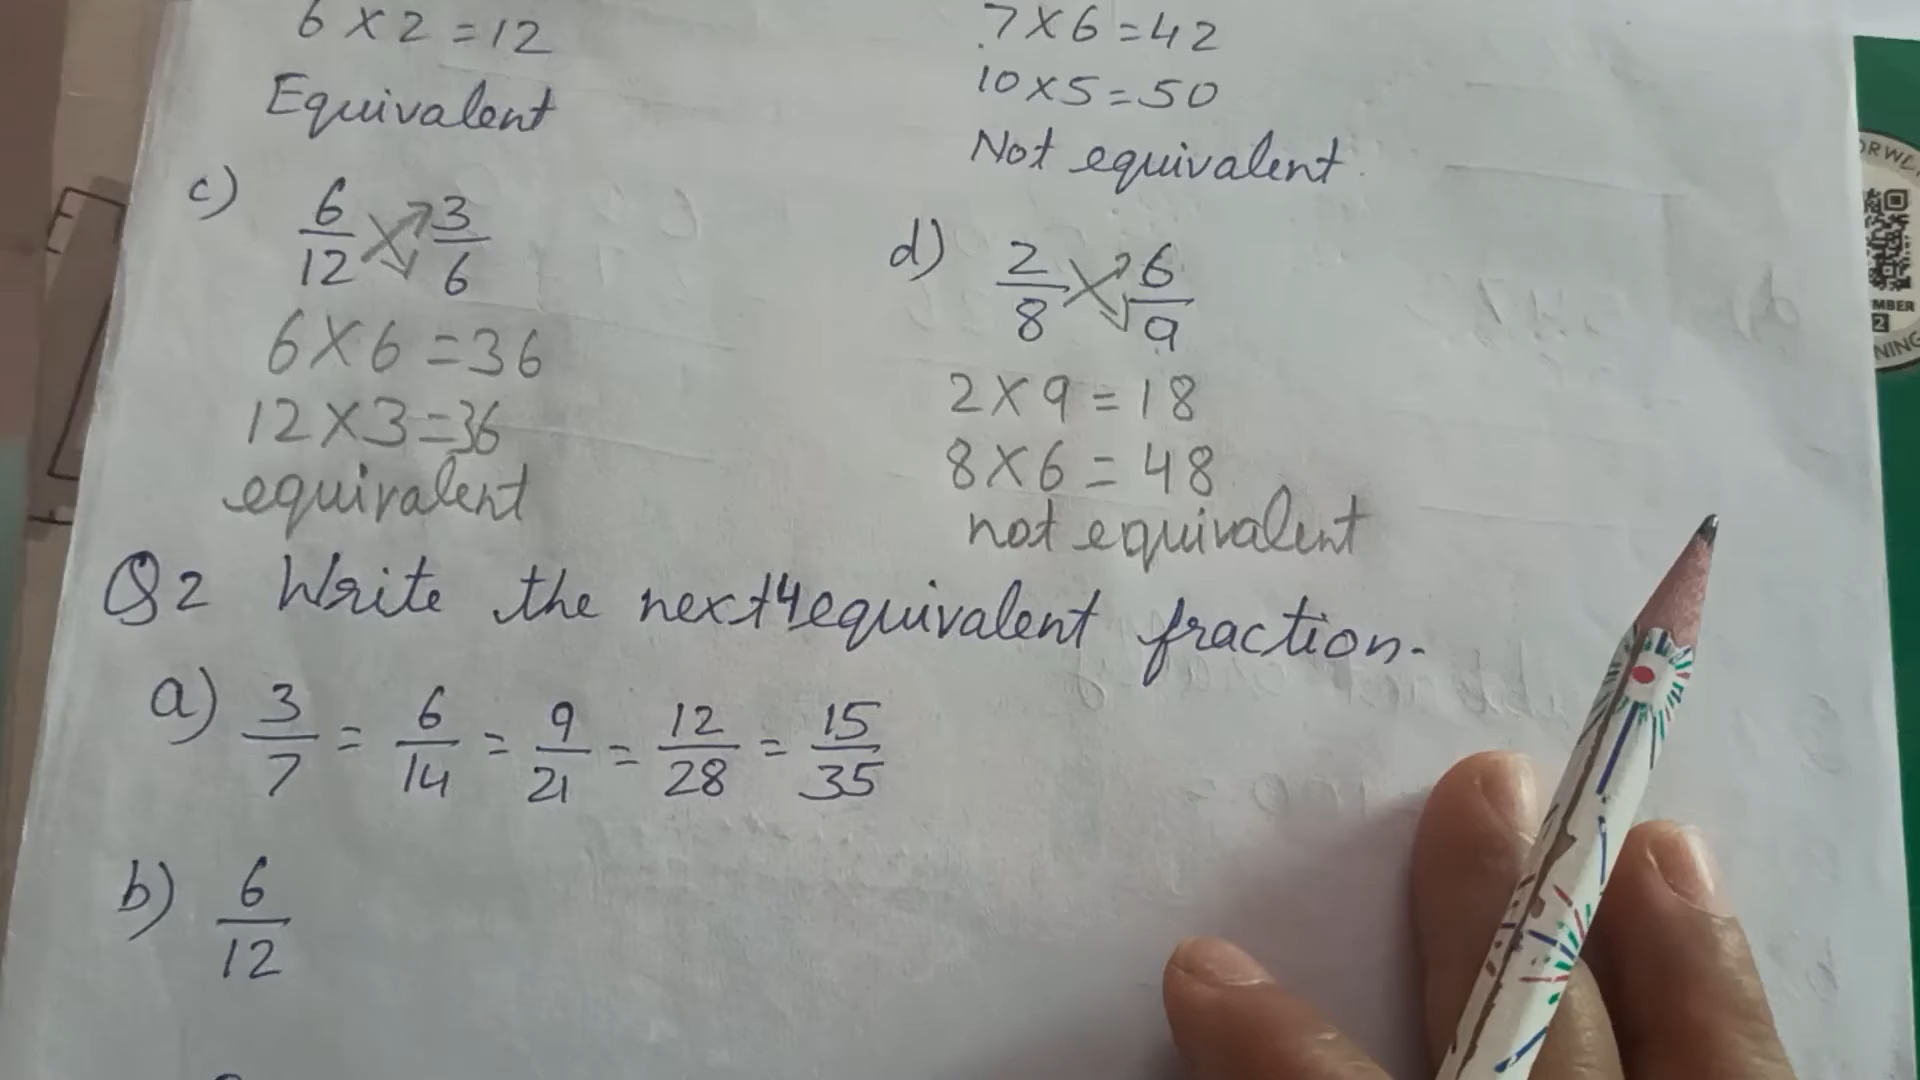 6 × 2 = 12
Equivalent
7 × 6 = 42
10 × 5 = 50
Not equivalent
c) 6/12 3/6
6 × 6 = 36
12 × 3 = 36
equivalent
d) 2/8 6/9
2 × 9 = 18
8 × 6 = 48
not equivalent
Q2 Write the next 4 equivalent fraction.
a) 3/7 = 6/14 = 9/21 = 12/28 = 15/35
b) 6/12